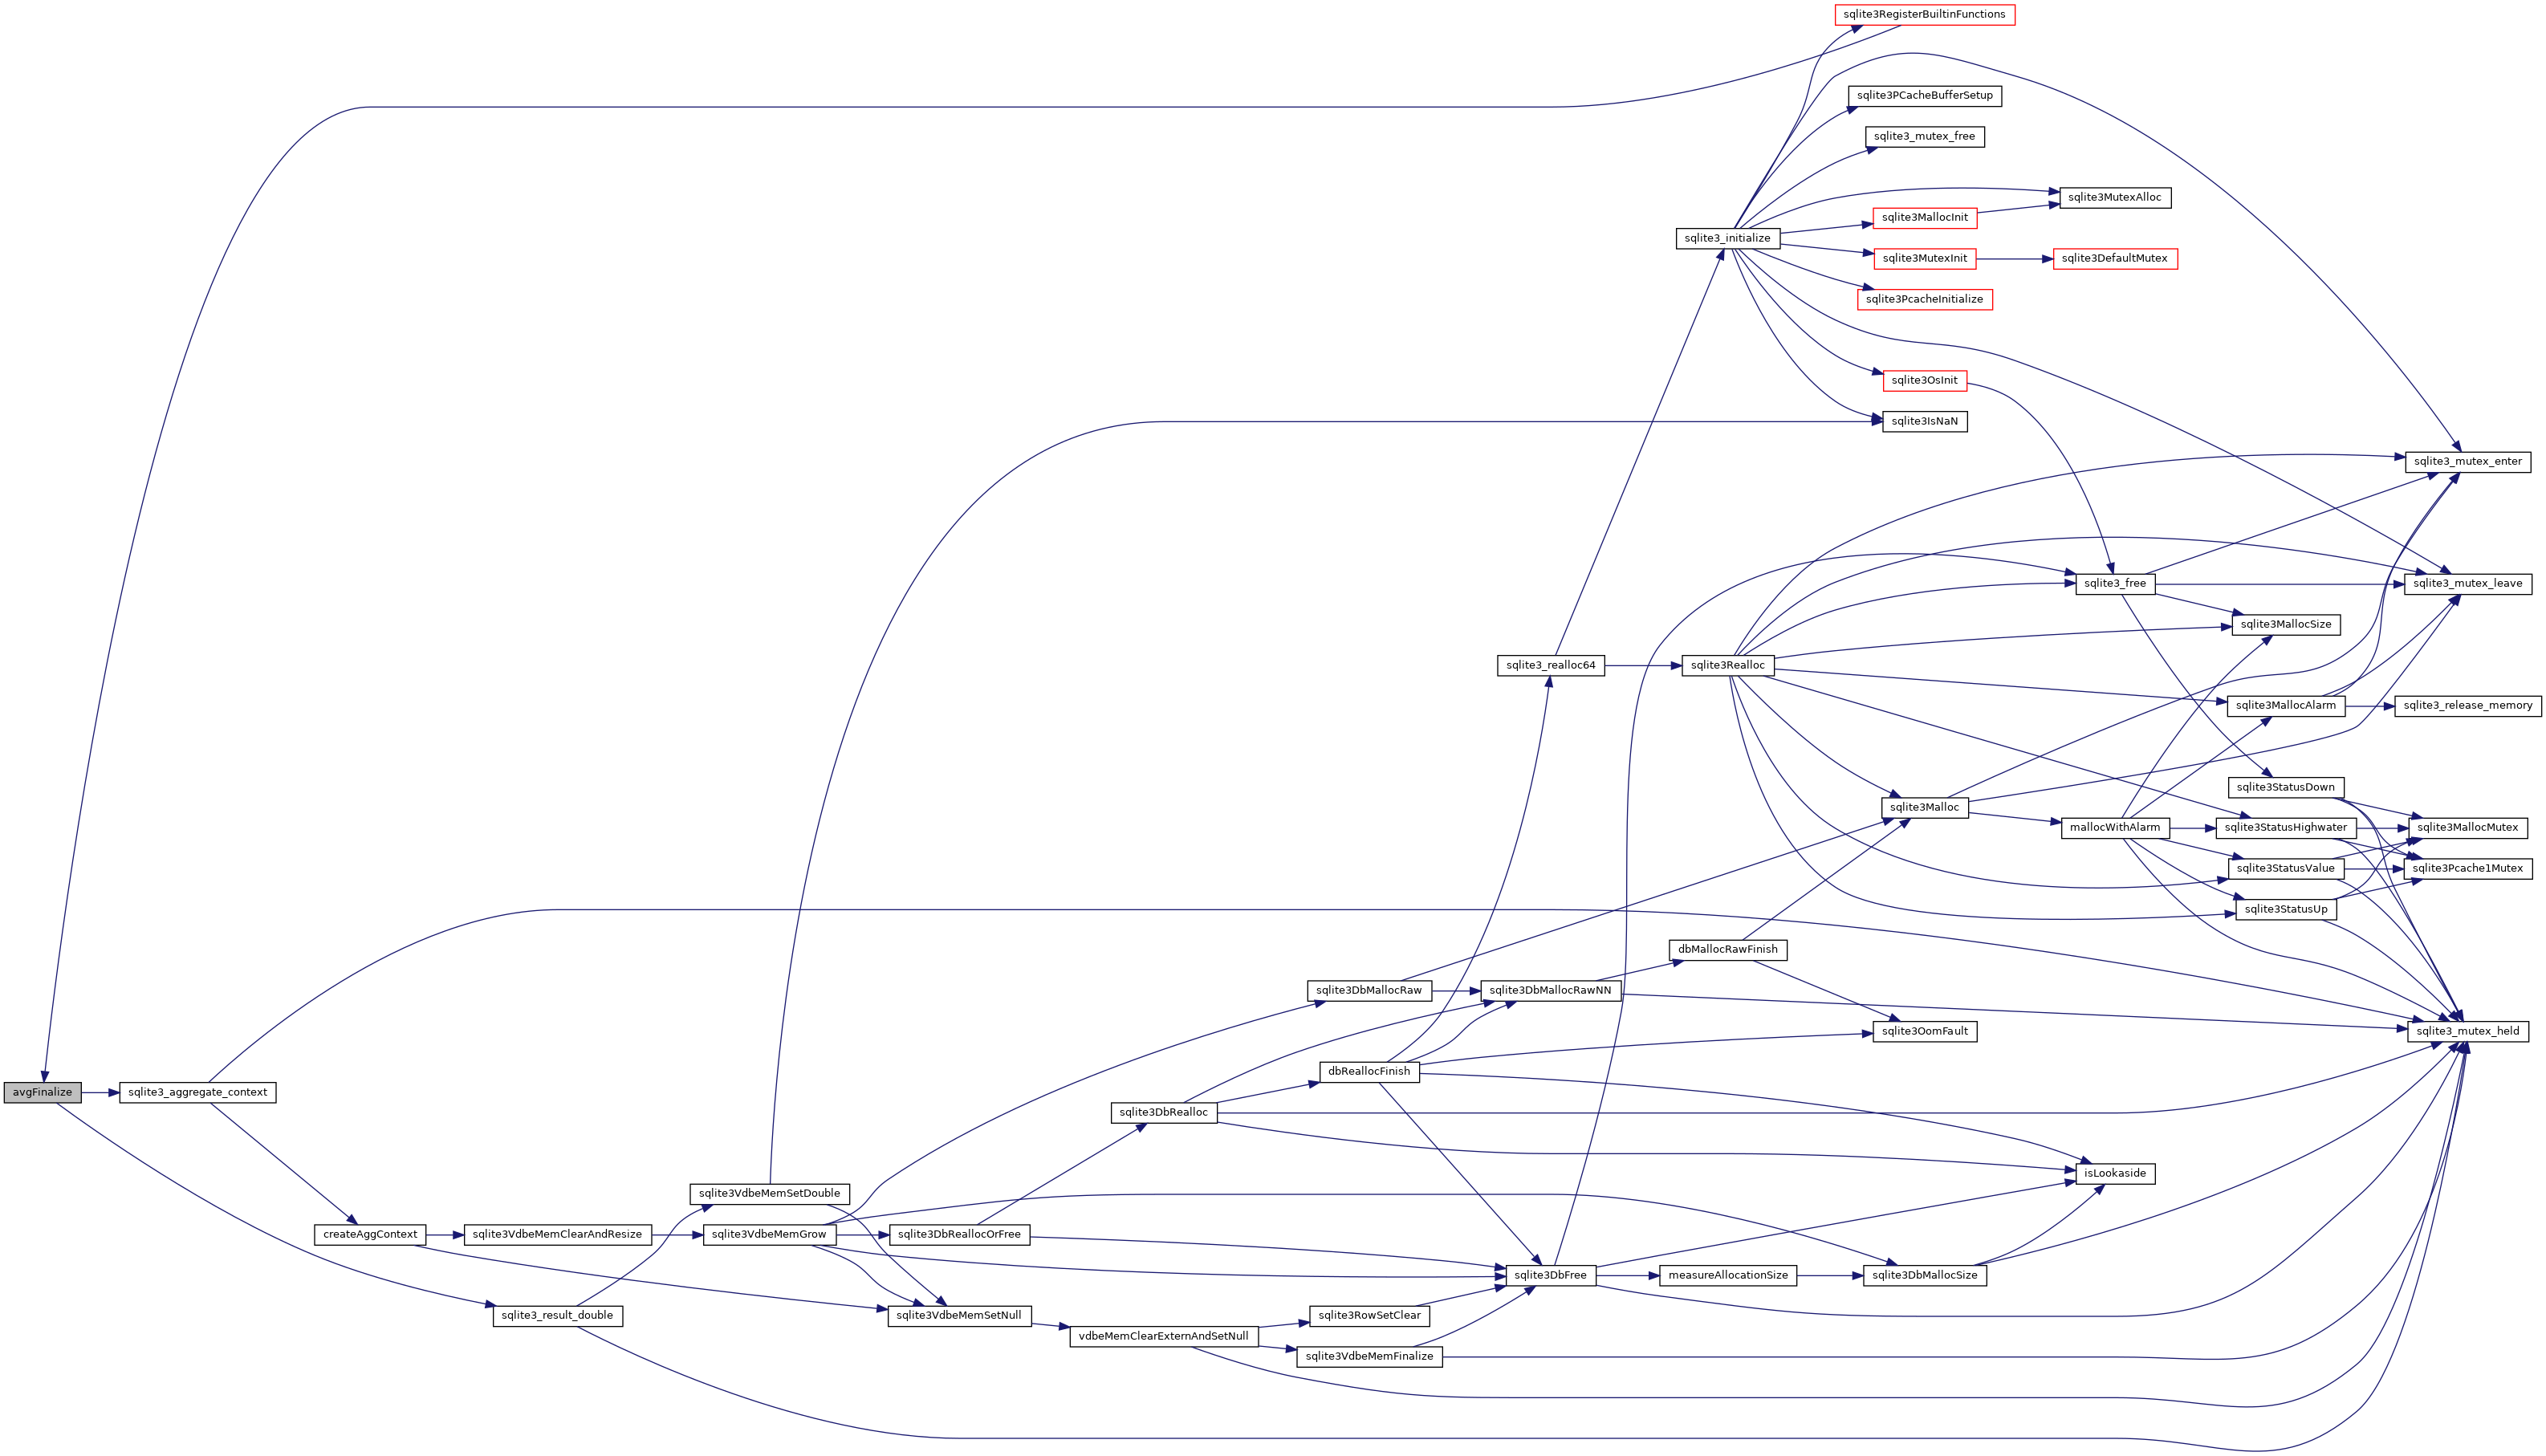 sqlite3RegisterBuiltinFunctions
sqlite3PCacheBufferSetup
sqlite3_mutex_free
sqlite3MutexAlloc
sqlite3MallocInit
sqlite3_initialize
sqlite3MutexInit
sqlite3DefaultMutex
sqlite3PcacheInitialize
sqlite3OsInit
sqlite3IsNaN
sqlite3_mutex_enter
sqlite3_free
sqlite3_mutex_leave
sqlite3MallocSize
sqlite3_realloc64
sqlite3Realloc
sqlite3MallocAlarm
sqlite3_release_memory
sqlite3StatusDown
sqlite3Malloc
mallocWithAlarm
sqlite3StatusHighwater
sqlite3MallocMutex
sqlite3StatusValue
sqlite3Pcache1Mutex
sqlite3StatusUp
dbMallocRawFinish
sqlite3DbMallocRaw
sqlite3DbMallocRawNN
sqlite3OomFault
sqlite3_mutex_held
dbReallocFinish
avgFinalize
sqlite3_aggregate_context
sqlite3DbRealloc
isLookaside
sqlite3VdbeMemSetDouble
createAggContext
sqlite3VdbeMemClearAndResize
sqlite3VdbeMemGrow
sqlite3DbReallocOrFree
sqlite3DbFree
measureAllocationSize
sqlite3DbMallocSize
sqlite3_result_double
sqlite3VdbeMemSetNull
sqlite3RowSetClear
vdbeMemClearExternAndSetNull
sqlite3VdbeMemFinalize